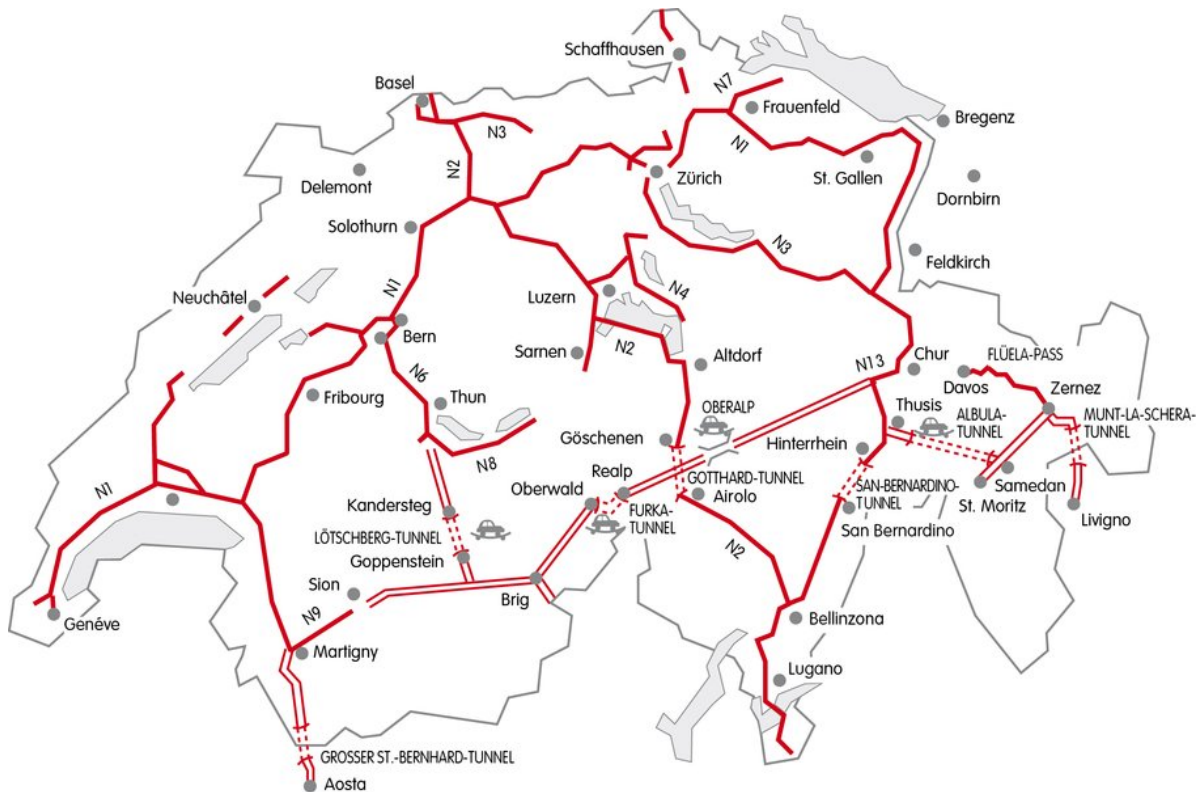 Schaffhausen
Basel
N7
Frauenfeld
N3
Bregenz
N1
N2
Delemont
Zürich
St. Gallen
Dornbirn
Solothurn
N3
Feldkirch
Neuchâtel
N1
Luzern
N4
Bern
Sarnen
N2
Altdorf
N13
Chur
FLÜELA-PASS
N6
Davos
Zernez
Fribourg
Thun
OBERALP
Thusis
ALBULA-
TUNNEL
MUNT-LA-SCHERA-
TUNNEL
Göschenen
Hinterrhein
N8
Realp
GOTTHARD-TUNNEL
Oberwald
Airolo
SAN-BERNARDINO-
TUNNEL
Samedan
St. Moritz
N1
Kandersteg
FURKA-
TUNNEL
San Bernardino
Livigno
LÖTSCHBERG-TUNNEL
N2
Goppenstein
Sion
Brig
Genéve
N9
Bellinzona
Martigny
Lugano
GROSSER ST.-BERNHARD-TUNNEL
Aosta